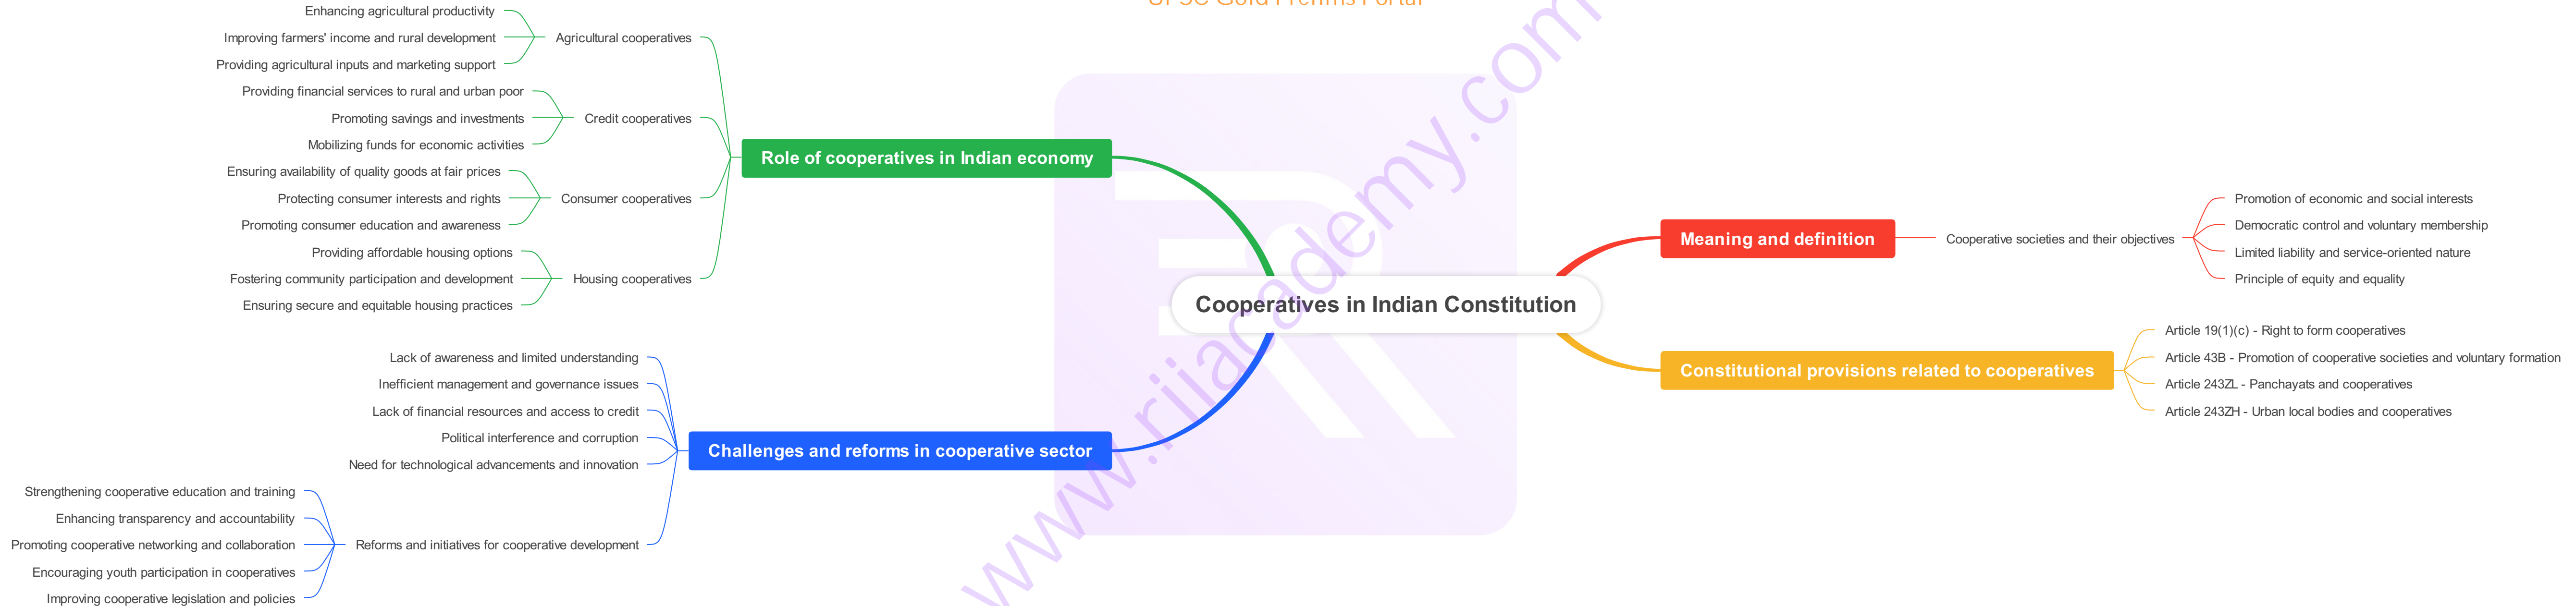 UPSC Gold Prelims Portal
Cooperatives in Indian Constitution
Role of cooperatives in Indian economy
Agricultural cooperatives
Enhancing agricultural productivity
Improving farmers' income and rural development
Providing agricultural inputs and marketing support
Credit cooperatives
Providing financial services to rural and urban poor
Promoting savings and investments
Mobilizing funds for economic activities
Consumer cooperatives
Ensuring availability of quality goods at fair prices
Protecting consumer interests and rights
Promoting consumer education and awareness
Housing cooperatives
Providing affordable housing options
Fostering community participation and development
Ensuring secure and equitable housing practices
Challenges and reforms in cooperative sector
Lack of awareness and limited understanding
Inefficient management and governance issues
Lack of financial resources and access to credit
Political interference and corruption
Need for technological advancements and innovation
Reforms and initiatives for cooperative development
Strengthening cooperative education and training
Enhancing transparency and accountability
Promoting cooperative networking and collaboration
Encouraging youth participation in cooperatives
Improving cooperative legislation and policies
Meaning and definition
Cooperative societies and their objectives
Promotion of economic and social interests
Democratic control and voluntary membership
Limited liability and service-oriented nature
Principle of equity and equality
Constitutional provisions related to cooperatives
Article 19(1)(c) - Right to form cooperatives
Article 43B - Promotion of cooperative societies and voluntary formation
Article 243ZL - Panchayats and cooperatives
Article 243ZH - Urban local bodies and cooperatives